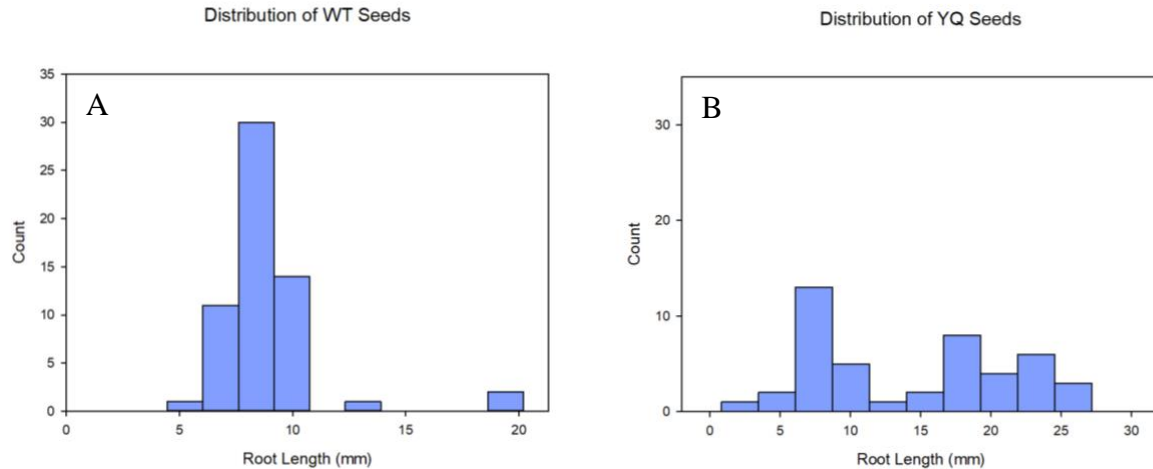 Distribution of WT Seeds
A
35
30
25
20
15
10
5
0
Count
0 5 10 15 20
Root Length (mm)
Distribution of YQ Seeds
B
30
20
10
0
Count
0 5 10 15 20 25 30
Root Length (mm)